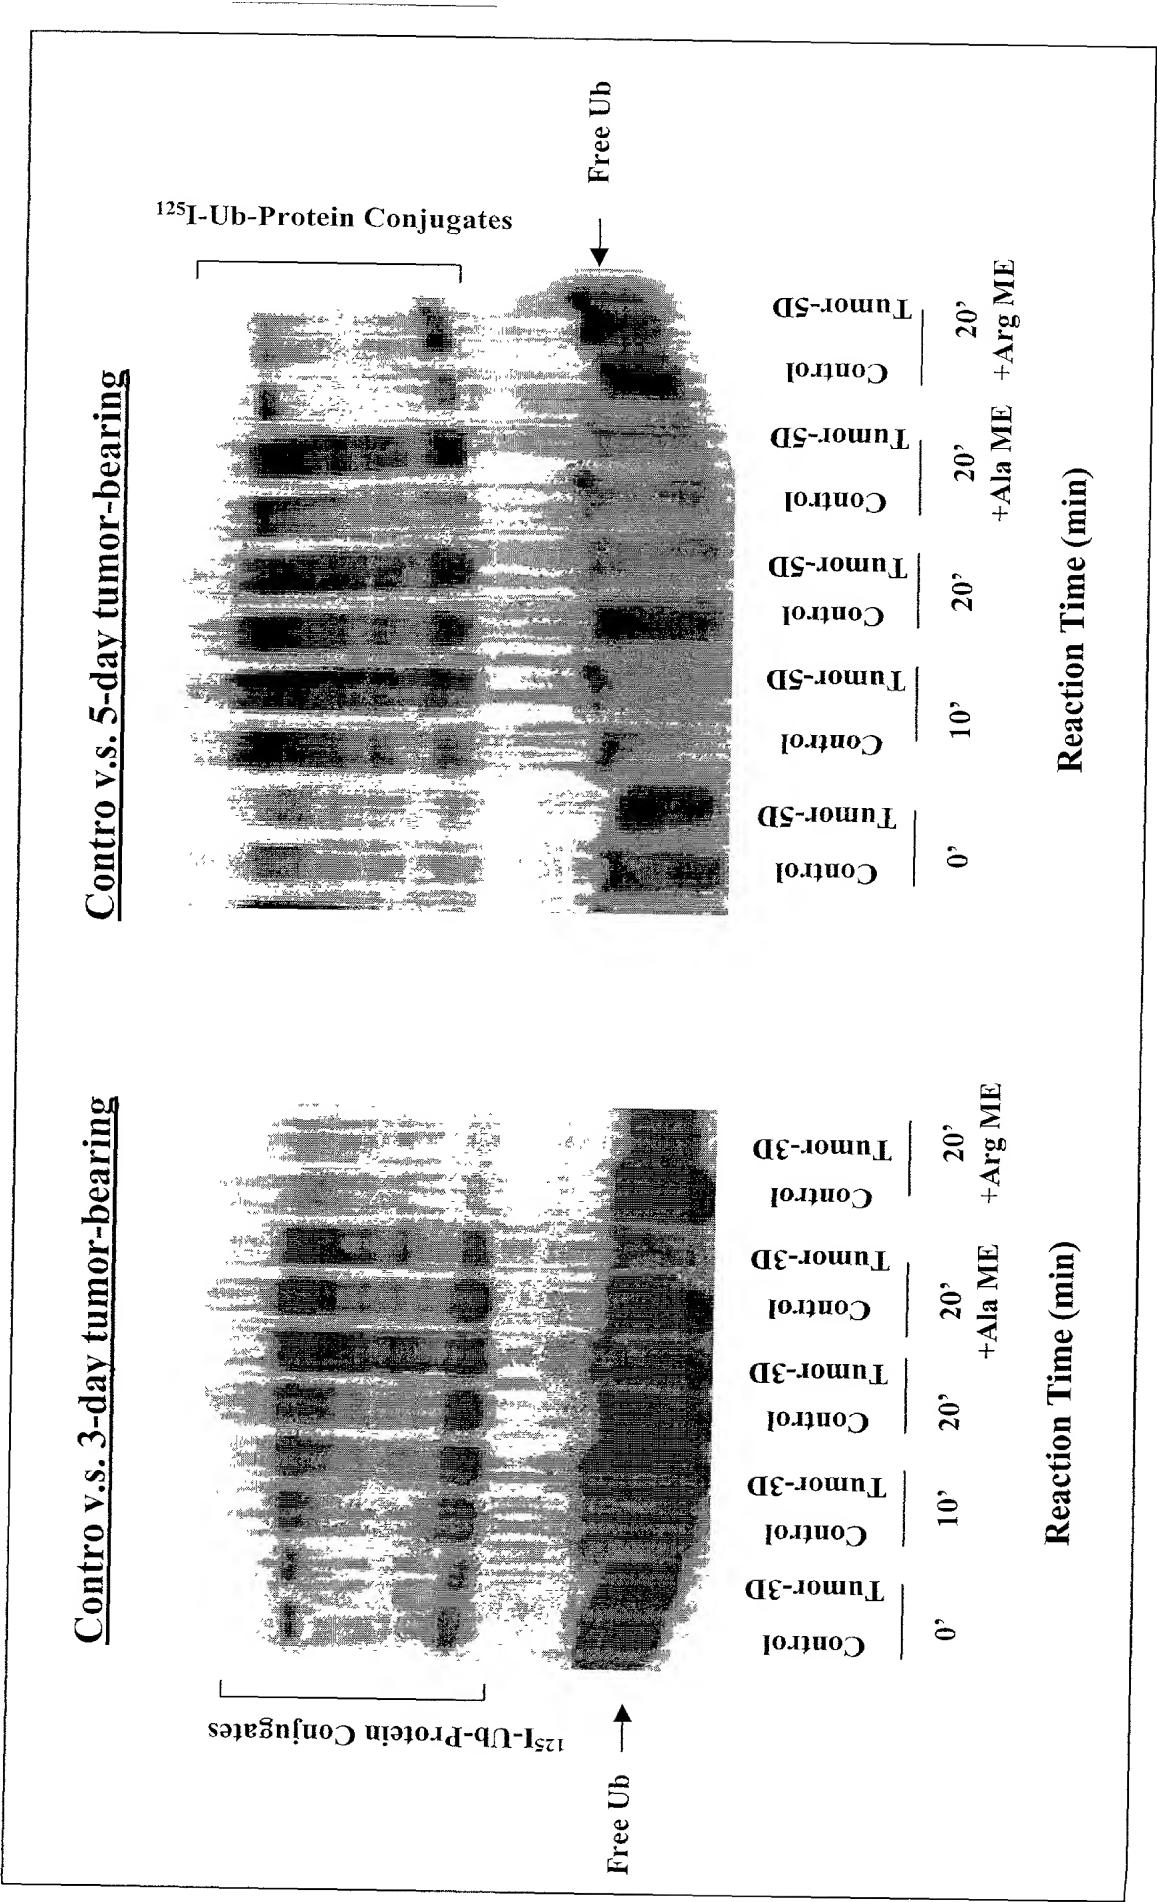 Contro v.s. 3-day tumor-bearing
¹²⁵I-Ub-Protein Conjugates
Free Ub
Control
Tumor-3D
Control
Tumor-3D
Control
Tumor-3D
Control
Tumor-3D
Control
Tumor-3D
0'
10'
20'
20'
20'
+Ala ME
+Arg ME
Reaction Time (min)
Contro v.s. 5-day tumor-bearing
¹²⁵I-Ub-Protein Conjugates
Free Ub
Control
Tumor-5D
Control
Tumor-5D
Control
Tumor-5D
Control
Tumor-5D
Control
Tumor-5D
0'
10'
20'
20'
20'
+Ala ME
+Arg ME
Reaction Time (min)